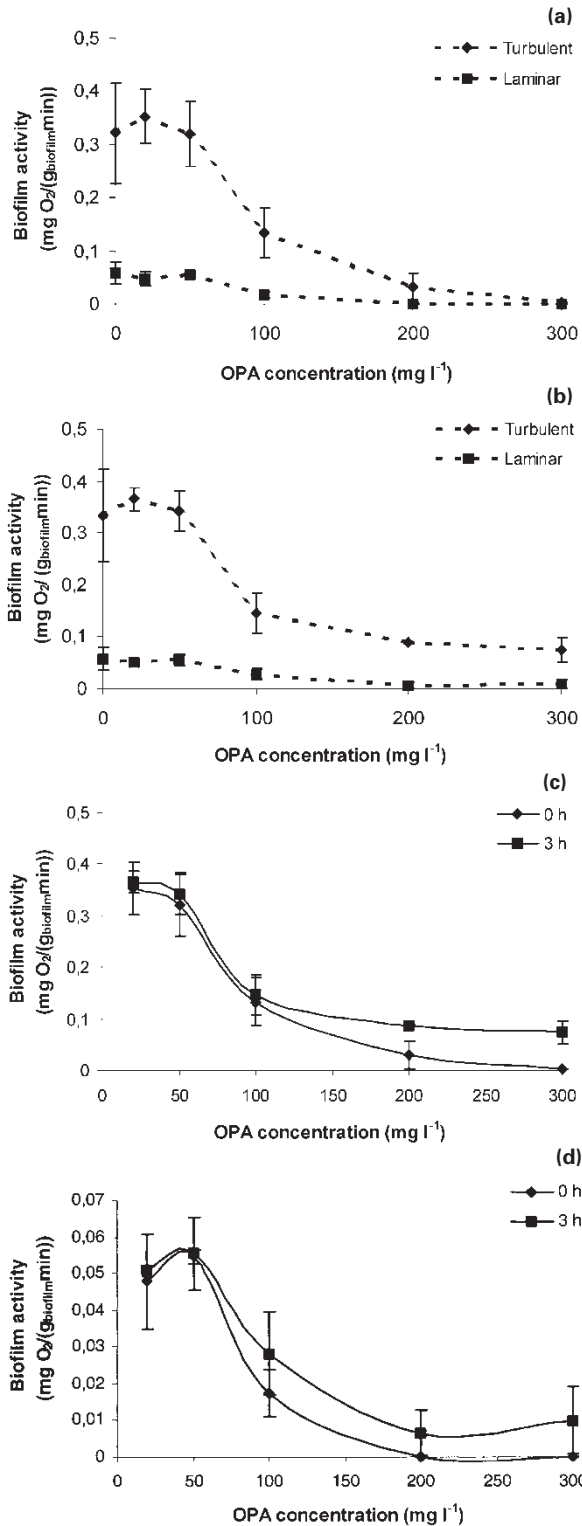 (a)
Turbulent
Laminar
Biofilm activity
(mg O2/(gbiofilmmin))
0,5
0,4
0,3
0,2
0,1
0
0 100 200 300
OPA concentration (mg l-1)
(b)
Turbulent
Laminar
Biofilm activity
(mg O2/ (gbiofilmmin))
0,5
0,4
0,3
0,2
0,1
0
0 100 200 300
OPA concentration (mg l-1)
(c)
0 h
3 h
Biofilm activity
(mg O2/(gbiofilmmin))
0,5
0,4
0,3
0,2
0,1
0
0 50 100 150 200 250 300
OPA concentration (mg l-1)
(d)
0 h
3 h
Biofilm activity
(mg O2/(gbiofilmmin))
0,07
0,06
0,05
0,04
0,03
0,02
0,01
0
0 50 100 150 200 250 300
OPA concentration (mg l-1)